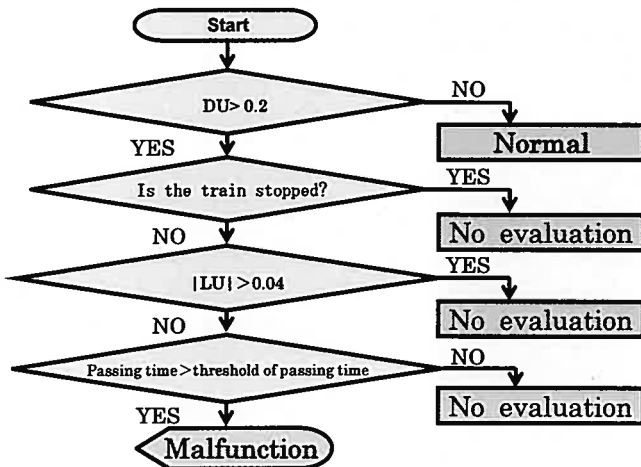 Start
DU>0.2
NO
Normal
YES
Is the train stopped?
YES
No evaluation
NO
|LU|>0.04
YES
No evaluation
NO
Passing time>threshold of passing time
NO
No evaluation
YES
Malfunction